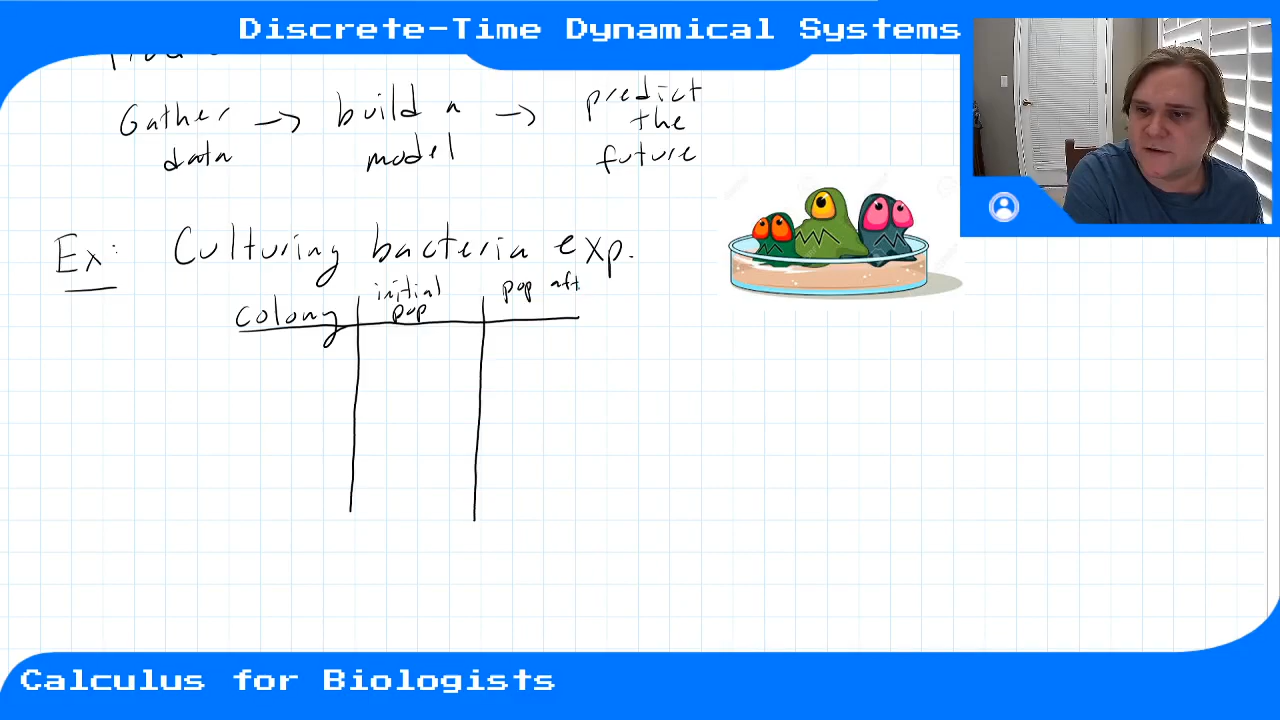 Discrete-Time Dynamical Systems
Gather → build a → predict
data model the
future
Ex: Culturing bacteria exp.
colony initial pop pop aft
Calculus for Biologists